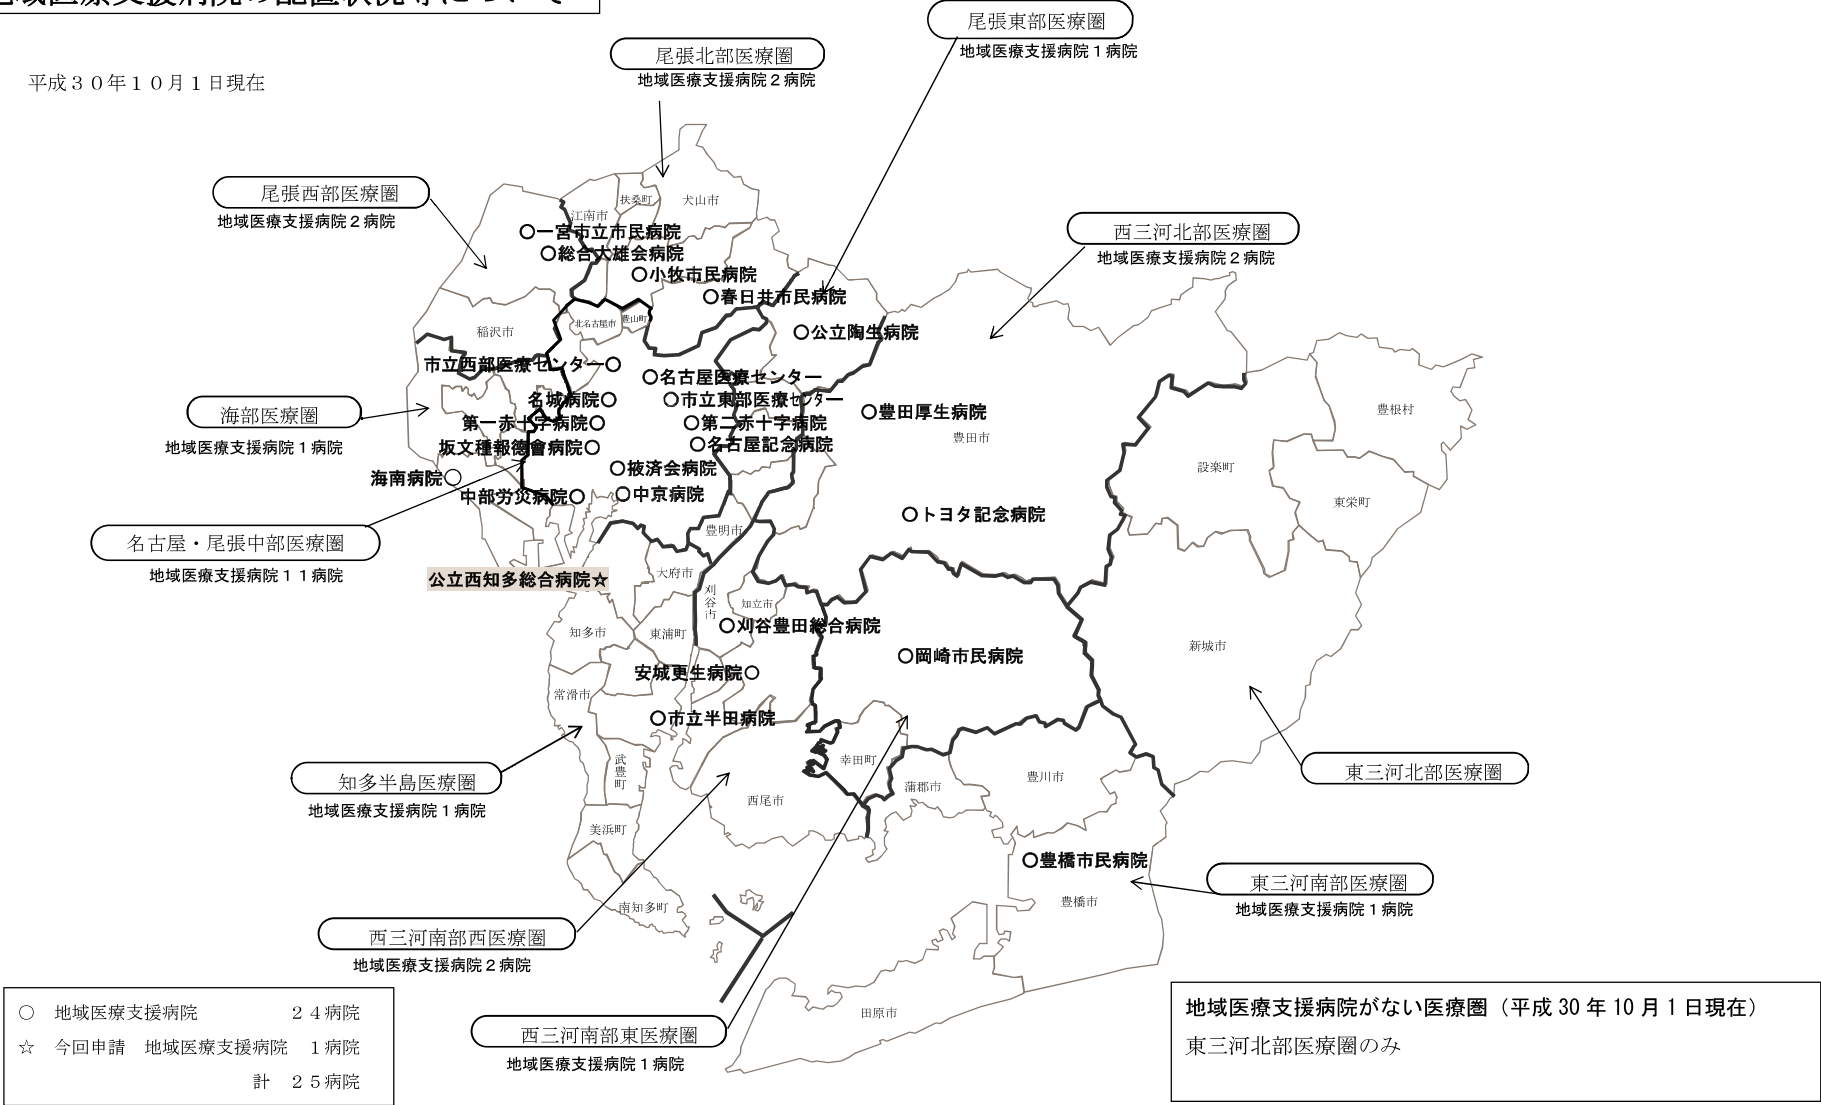 地域医療支援病院の配置状況等について
平成３０年１０月１日現在
尾張東部医療圏
地域医療支援病院１病院
尾張北部医療圏
地域医療支援病院２病院
尾張西部医療圏
地域医療支援病院２病院
西三河北部医療圏
地域医療支援病院２病院
扶桑町
犬山市
江南市
○一宮市立市民病院
○総合大雄会病院
○小牧市民病院
○春日井市民病院
北名古屋市
豊山町
稲沢市
○公立陶生病院
市立西部医療センター○
○名古屋医療センター
名城病院○
○市立東部医療センター
海部医療圏
地域医療支援病院１病院
第一赤十字病院○
○第二赤十字病院
坂文種報徳會病院○
○名古屋記念病院
○豊田厚生病院
豊田市
豊根村
設楽町
東栄町
海南病院○
○掖済会病院
中部労災病院○
○中京病院
○トヨタ記念病院
名古屋・尾張中部医療圏
地域医療支援病院１１病院
豊明市
公立西知多総合病院☆
大府市
刈谷市
知立市
知多市
東浦町
○刈谷豊田総合病院
○岡崎市民病院
新城市
安城更生病院○
常滑市
○市立半田病院
知多半島医療圏
地域医療支援病院１病院
武豊町
幸田町
西尾市
蒲郡市
豊川市
東三河北部医療圏
美浜町
○豊橋市民病院
東三河南部医療圏
地域医療支援病院１病院
豊橋市
南知多町
西三河南部西医療圏
地域医療支援病院２病院
田原市
西三河南部東医療圏
地域医療支援病院１病院
○ 地域医療支援病院 ２４病院
☆ 今回申請 地域医療支援病院 １病院
計 ２５病院
地域医療支援病院がない医療圏（平成 30 年 10 月 1 日現在）
東三河北部医療圏のみ